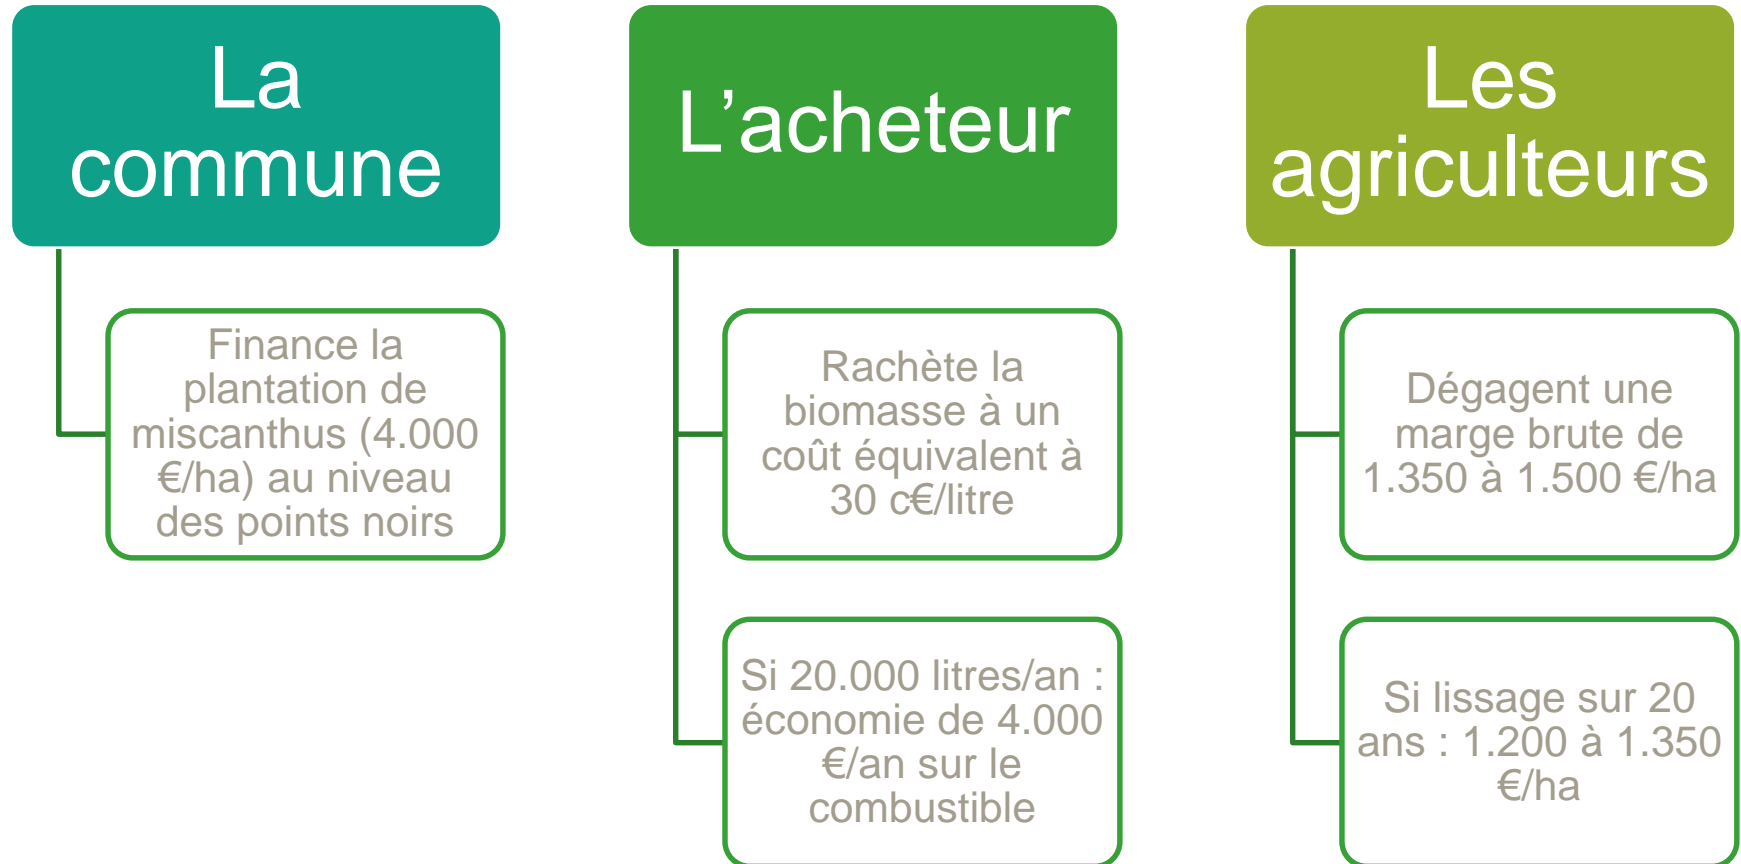 La
commune
Finance la
plantation de
miscanthus (4.000
€/ha) au niveau
des points noirs
L’acheteur
Rachète la
biomasse à un
coût équivalent à
30 c€/litre
Si 20.000 litres/an :
économie de 4.000
€/an sur le
combustible
Les
agriculteurs
Dégagent une
marge brute de
1.350 à 1.500 €/ha
Si lissage sur 20
ans : 1.200 à 1.350
€/ha